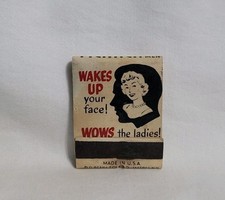 WAKES
UP
your
face!
WOWS the ladies!
MADE IN U.S.A.